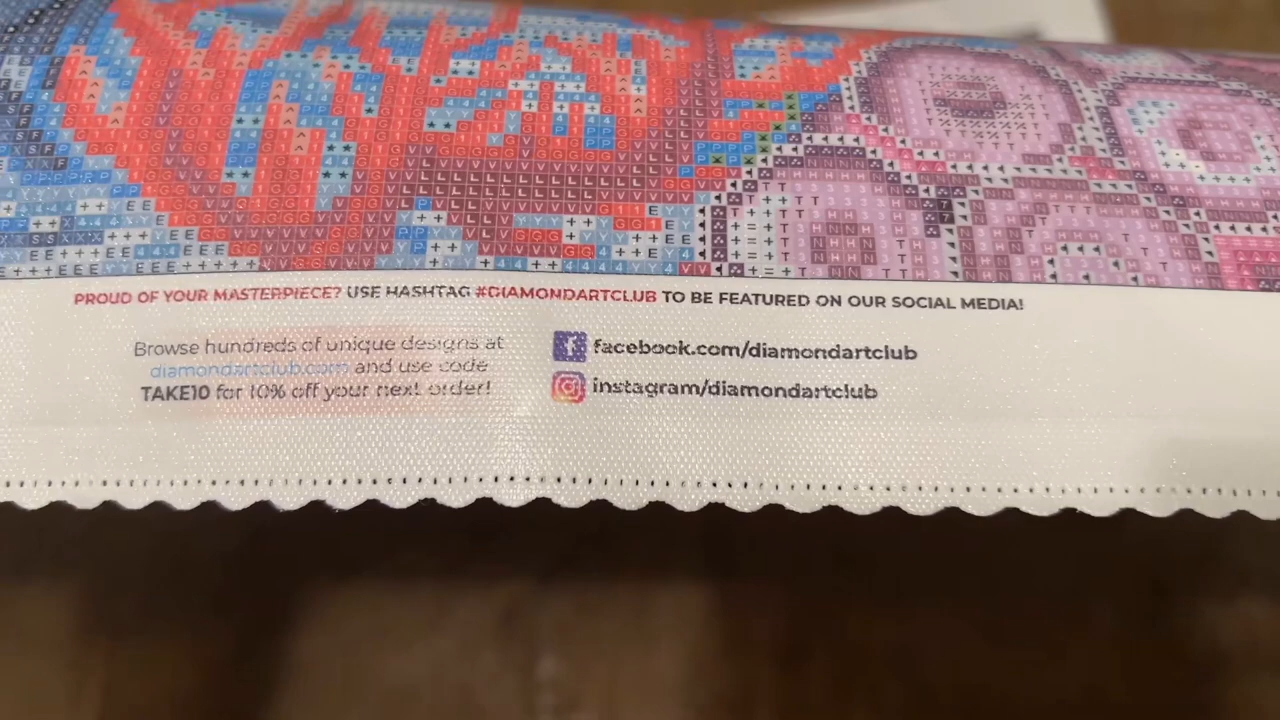 PROUD OF YOUR MASTERPIECE? USE HASHTAG #DIAMONDARTCLUB TO BE FEATURED ON OUR SOCIAL MEDIA!
Browse hundreds of unique designs at
diamondartclub.com and use code
TAKE10 for 10% off your next order!
facebook.com/diamondartclub
instagram/diamondartclub